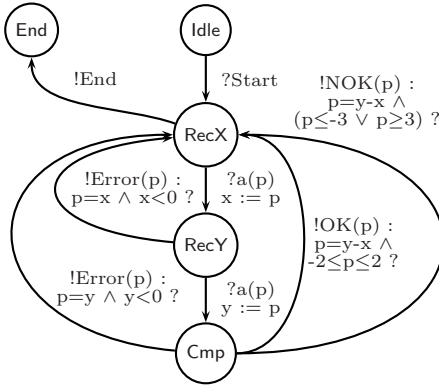 End
Idle
!End
?Start
!NOK(p) :
p=y-x ∧
(p≤-3 ∨ p≥3) ?
RecX
!Error(p) :
p=x ∧ x<0 ?
?a(p)
x := p
!OK(p) :
p=y-x ∧
-2≤p≤2 ?
RecY
!Error(p) :
p=y ∧ y<0 ?
?a(p)
y := p
Cmp